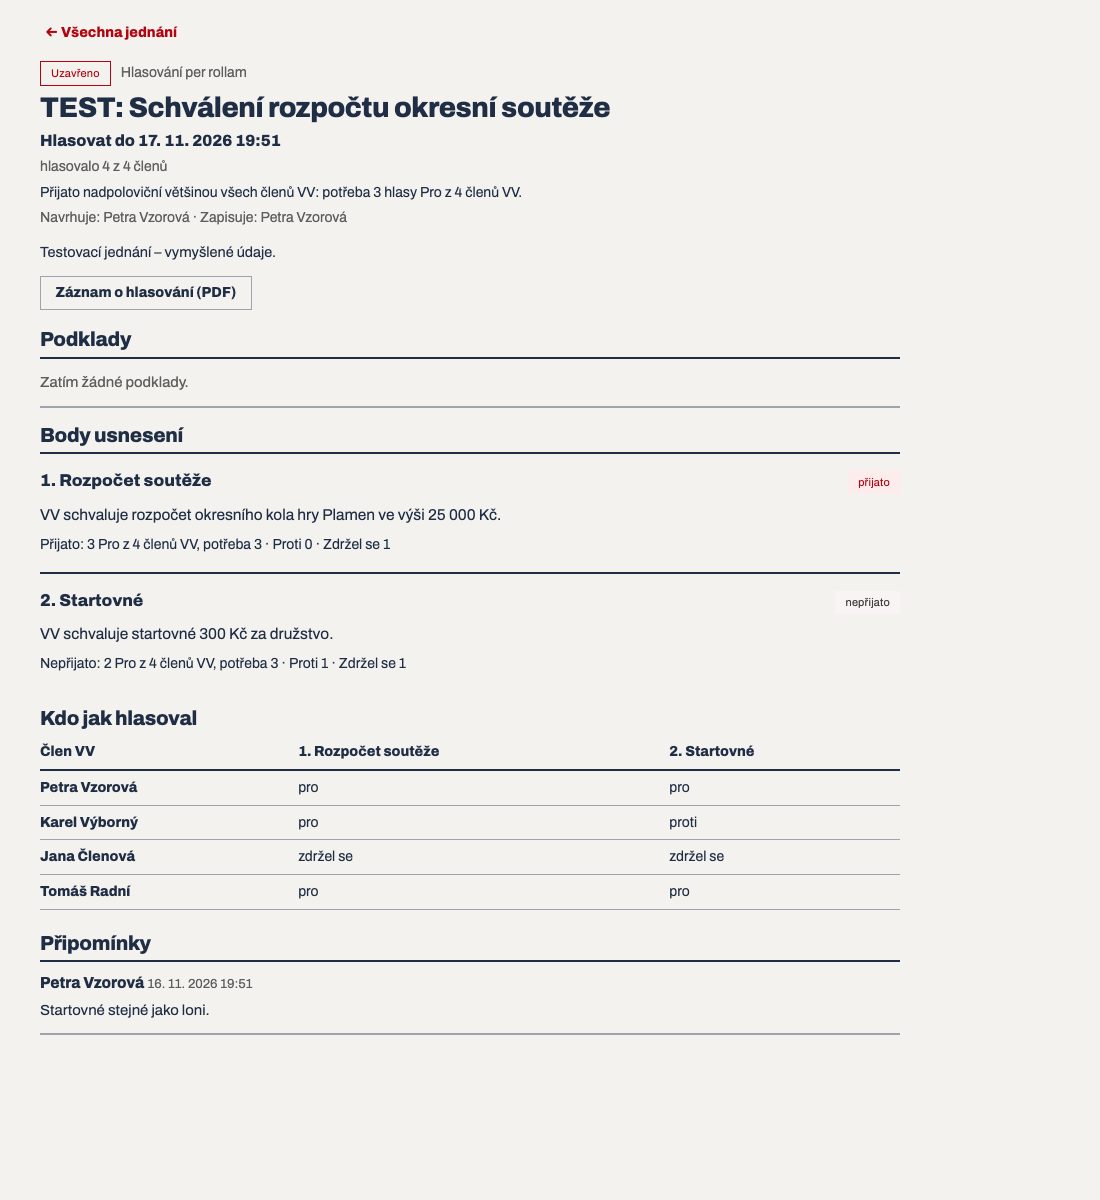 ← Všechna jednání
Uzavřeno Hlasování per rollam
TEST: Schválení rozpočtu okresní soutěže
Hlasovat do 17. 11. 2026 19:51
hlasovalo 4 z 4 členů
Přijato nadpoloviční většinou všech členů VV: potřeba 3 hlasy Pro z 4 členů VV.
Navrhuje: Petra Vzorová · Zapisuje: Petra Vzorová
Testovací jednání – vymyšlené údaje.
Záznam o hlasování (PDF)
Podklady
Zatím žádné podklady.
Body usnesení
1. Rozpočet soutěže přijato
VV schvaluje rozpočet okresního kola hry Plamen ve výši 25 000 Kč.
Přijato: 3 Pro z 4 členů VV, potřeba 3 · Proti 0 · Zdržel se 1
2. Startovné nepřijato
VV schvaluje startovné 300 Kč za družstvo.
Nepřijato: 2 Pro z 4 členů VV, potřeba 3 · Proti 1 · Zdržel se 1
Kdo jak hlasoval
Člen VV 1. Rozpočet soutěže 2. Startovné
Petra Vzorová pro pro
Karel Výborný pro proti
Jana Členová zdržel se zdržel se
Tomáš Radní pro pro
Připomínky
Petra Vzorová 16. 11. 2026 19:51
Startovné stejné jako loni.